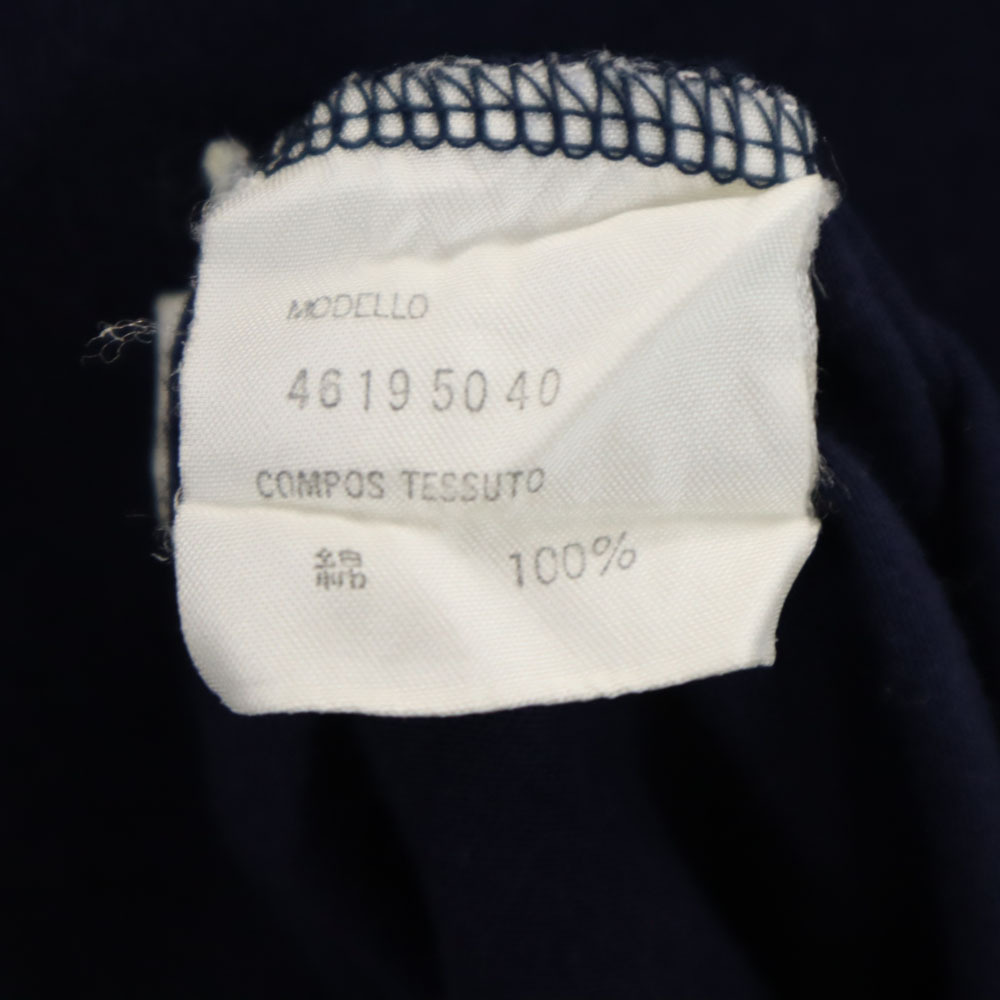 MODELLO
46 19 50 40
COMPOS TESSUTO
綿 100%